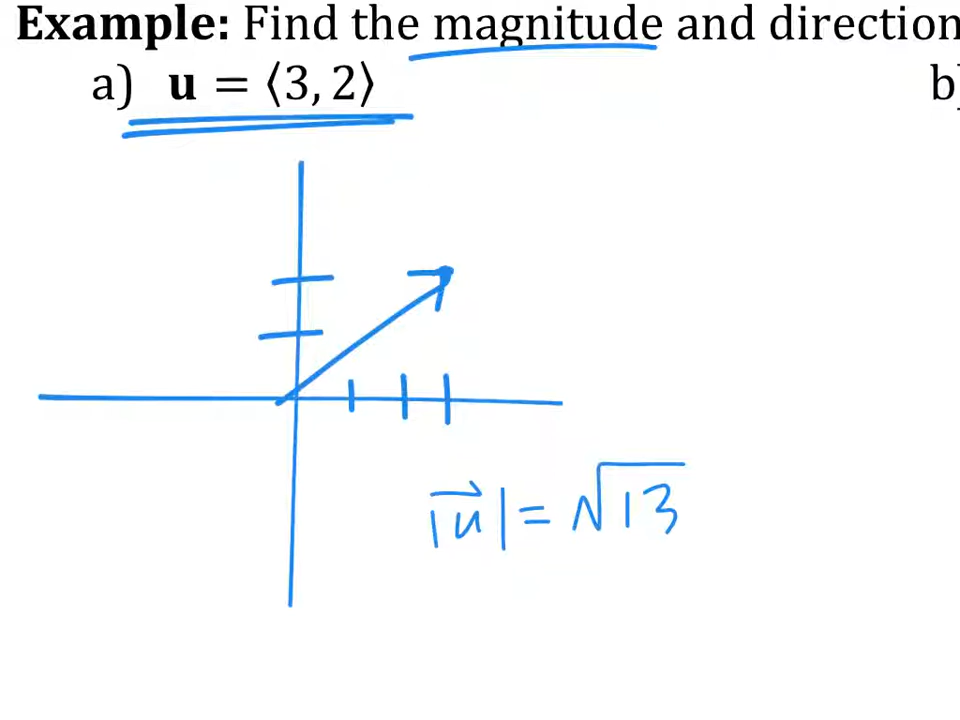 Example: Find the magnitude and direction
a) u = ⟨3, 2⟩ b)
|u⃗| = √13